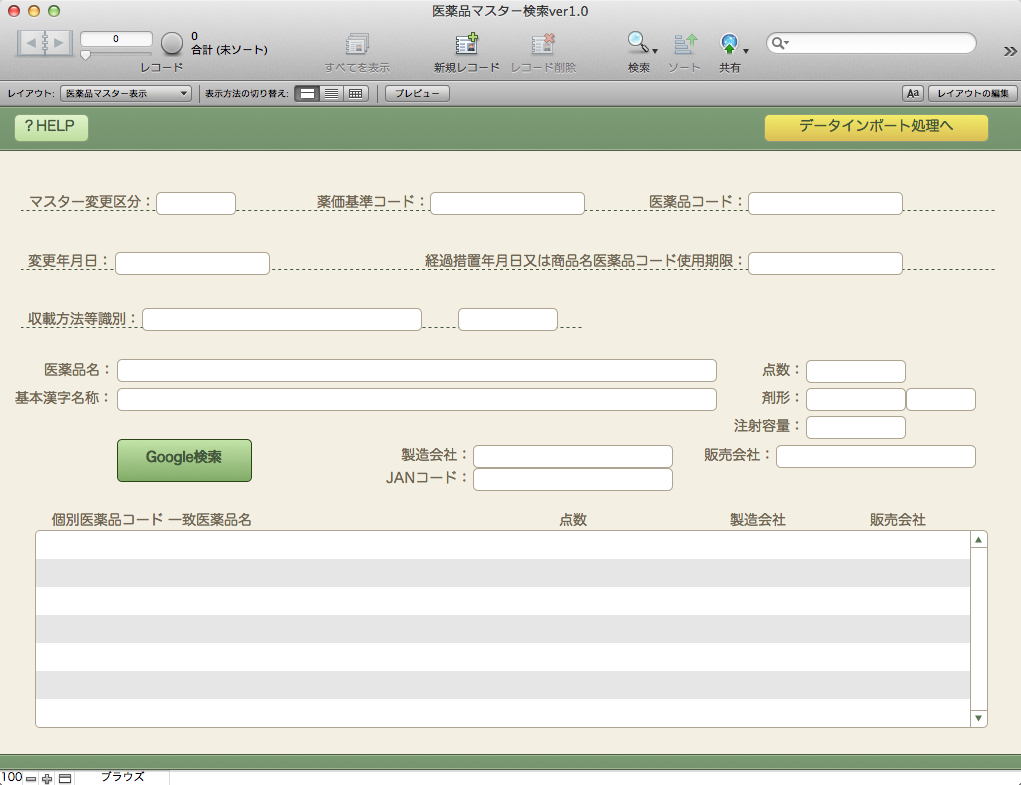 医薬品マスター検索ver1.0
0
0
合計 (未ソート)
レコード
すべてを表示
新規レコード
レコード削除
検索
ソート
共有
レイアウト:
医薬品マスター表示
表示方法の切り替え:
プレビュー
Aa
レイアウトの編集
? HELP
データインポート処理へ
マスター変更区分：
薬価基準コード：
医薬品コード：
変更年月日：
経過措置年月日又は商品名医薬品コード使用期限：
収載方法等識別：
医薬品名：
点数：
基本漢字名称：
剤形：
注射容量：
Google検索
製造会社：
販売会社：
JANコード：
個別医薬品コード 一致医薬品名
点数
製造会社
販売会社
100
ブラウズ